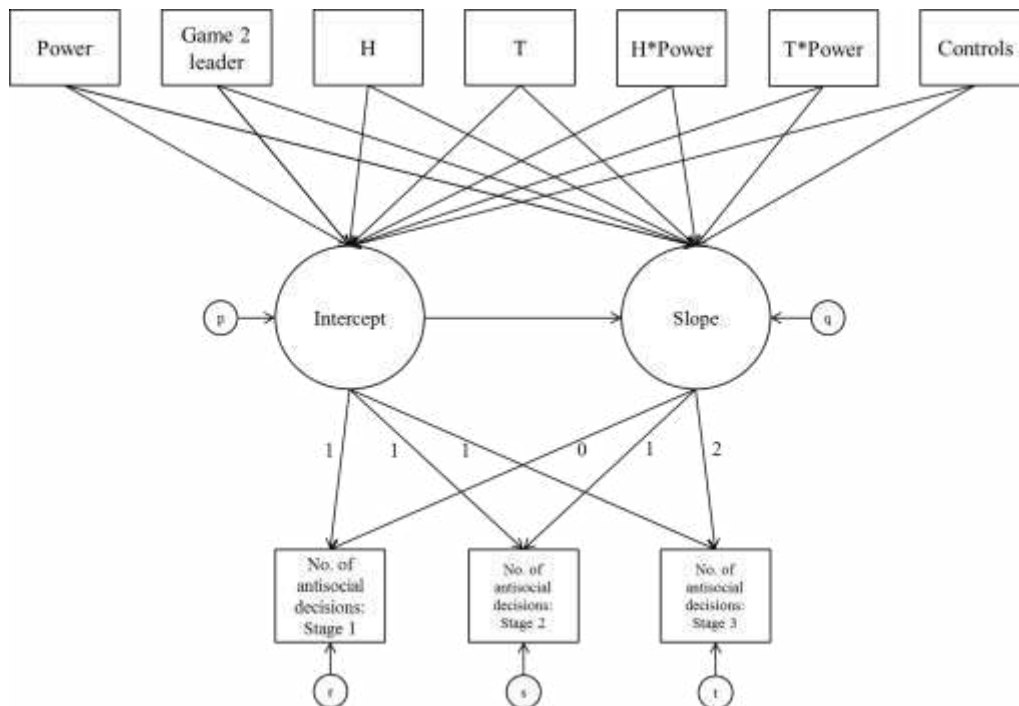 Power
Game 2
leader
H
T
H*Power
T*Power
Controls
p
Intercept
Slope
q
1
1
1
0
1
2
No. of
antisocial
decisions:
Stage 1
No. of
antisocial
decisions:
Stage 2
No. of
antisocial
decisions:
Stage 3
r
s
t